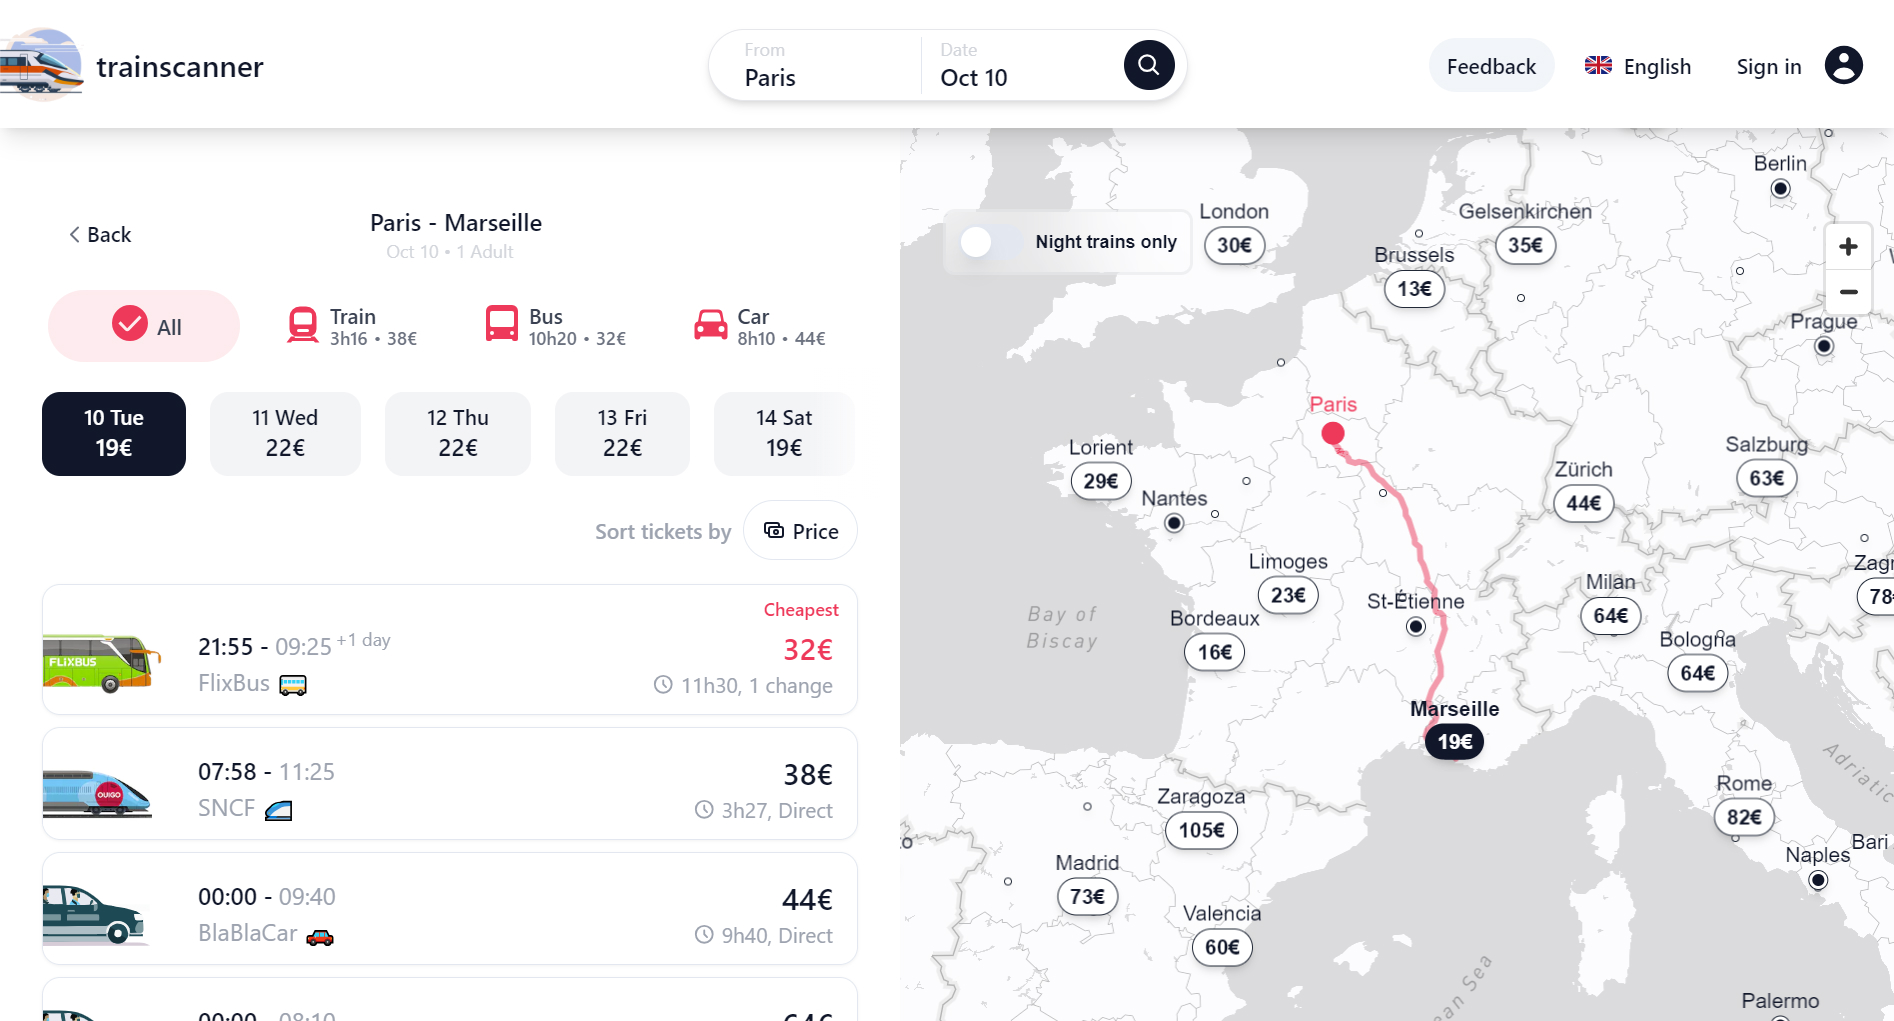 trainscanner
From
Paris
Date
Oct 10
Feedback
English
Sign in
Back
Paris - Marseille
Oct 10 • 1 Adult
All
Train
3h16 • 38€
Bus
10h20 • 32€
Car
8h10 • 44€
10 Tue
19€
11 Wed
22€
12 Thu
22€
13 Fri
22€
14 Sat
19€
Sort tickets by
Price
Cheapest
FLIXBUS
21:55 - 09:25 +1 day
32€
FlixBus
11h30, 1 change
OUIGO
07:58 - 11:25
38€
SNCF
3h27, Direct
00:00 - 09:40
44€
BlaBlaCar
9h40, Direct
00:00 - 08:10
64€
Night trains only
+
−
London
30€
Gelsenkirchen
35€
Berlin
Brussels
13€
Prague
Paris
Lorient
29€
Nantes
Zürich
44€
Salzburg
63€
Limoges
23€
St-Étienne
Bordeaux
16€
Milan
64€
Zagr
78€
Bologna
64€
Bay of
Biscay
Marseille
19€
Adriatic
Zaragoza
105€
Rome
82€
Bari
Naples
Madrid
73€
Valencia
60€
ean Sea
Palermo